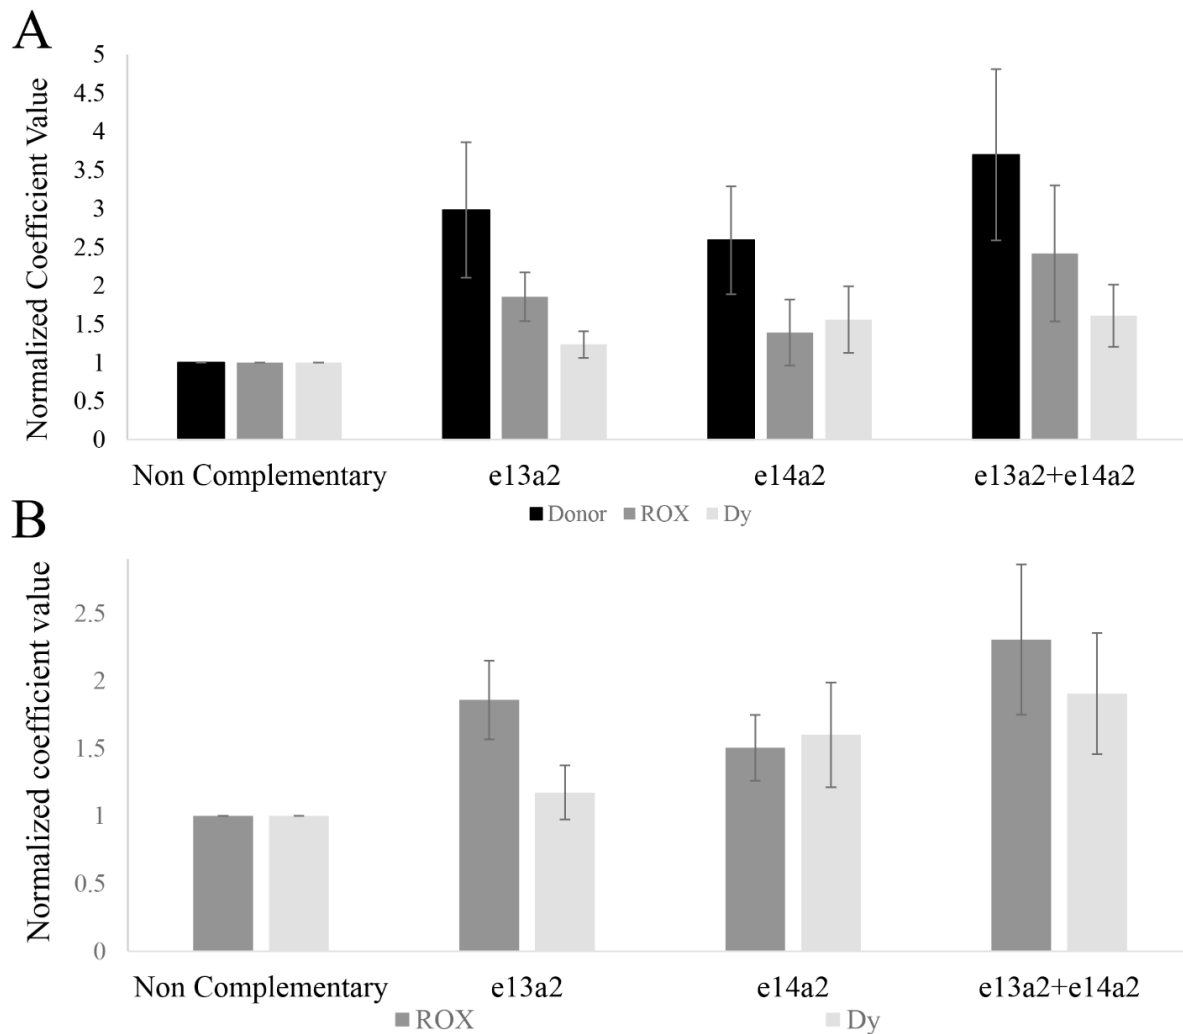 A
Normalized Coefficient Value
5
4.5
4
3.5
3
2.5
2
1.5
1
0.5
0
Non Complementary e13a2 e14a2 e13a2+e14a2
Donor ROX Dy
B
Normalized coefficient value
2.5
2
1.5
1
0.5
0
Non Complementary e13a2 e14a2 e13a2+e14a2
ROX Dy